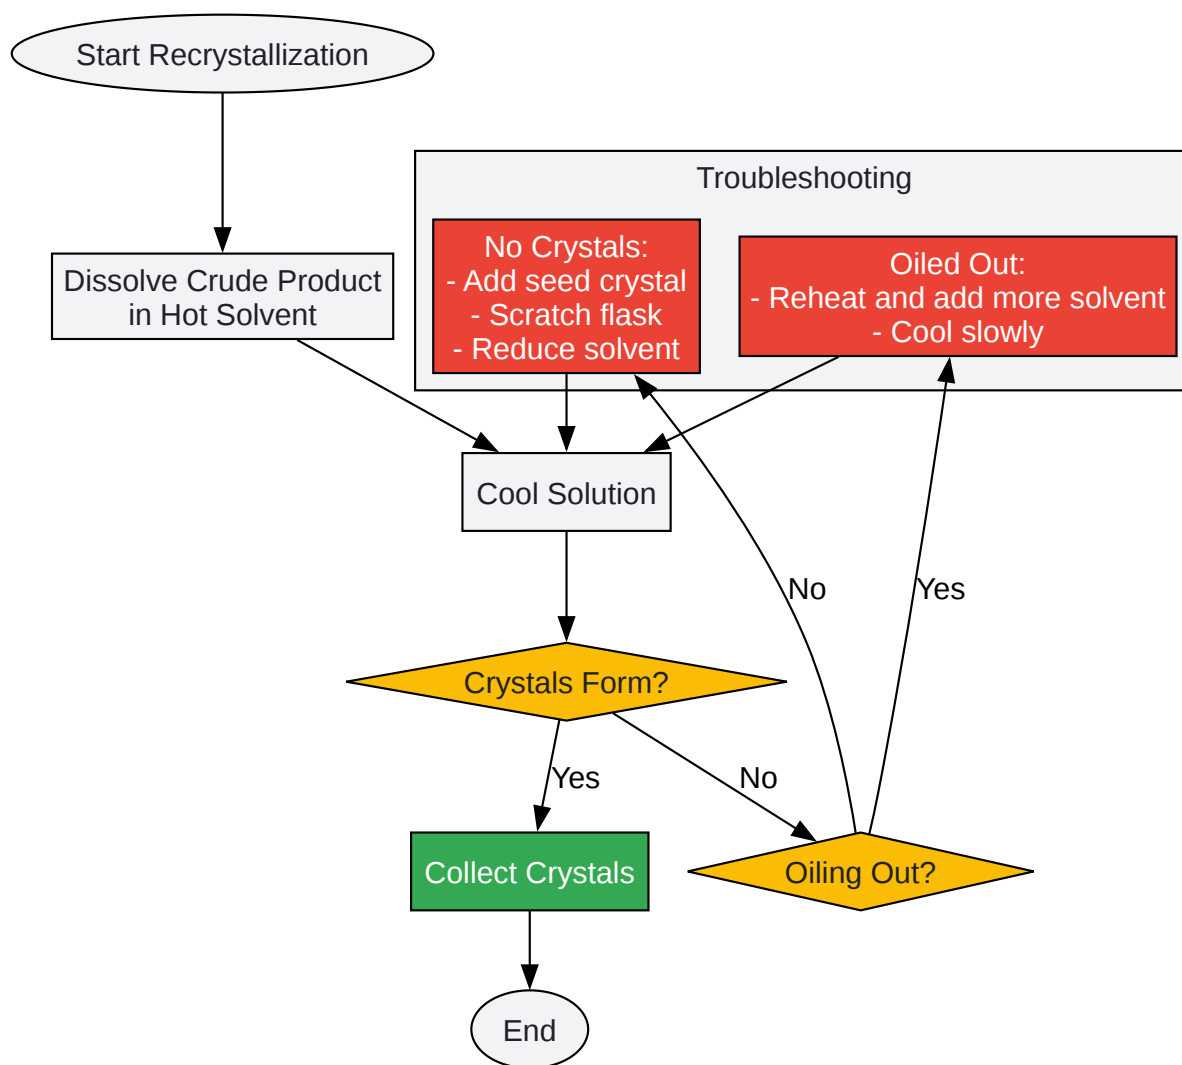 Start Recrystallization
Troubleshooting
No Crystals:
- Add seed crystal
- Scratch flask
- Reduce solvent
Oiled Out:
- Reheat and add more solvent
- Cool slowly
Dissolve Crude Product
in Hot Solvent
Cool Solution
No
Yes
Crystals Form?
Yes
No
Collect Crystals
Oiling Out?
End